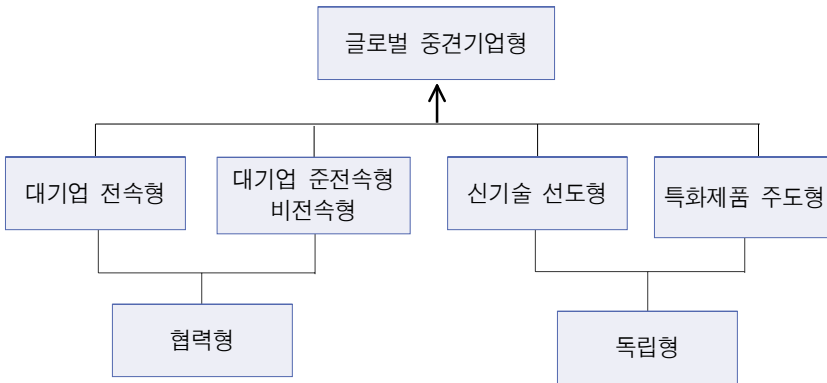 글로벌 중견기업형
대기업 전속형
대기업 준전속형
비전속형
신기술 선도형
특화제품 주도형
협력형
독립형